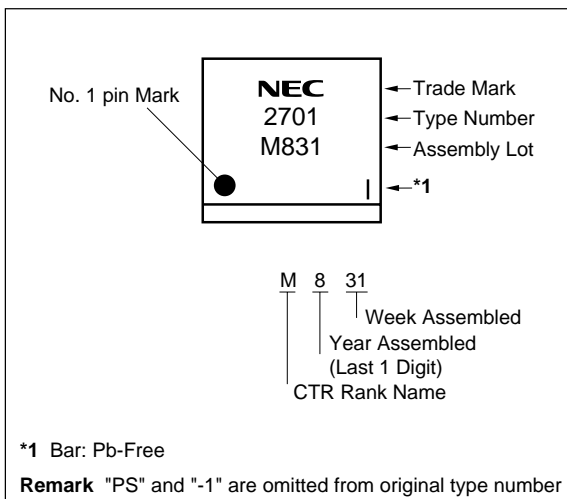 No. 1 pin Mark
NEC
2701
M831
Trade Mark
Type Number
Assembly Lot
*1
M 8 31
Week Assembled
Year Assembled
(Last 1 Digit)
CTR Rank Name
*1 Bar: Pb-Free
Remark "PS" and "-1" are omitted from original type number